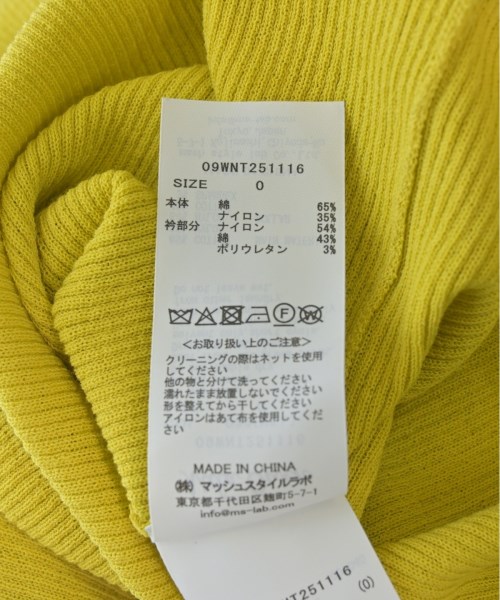 09WNT251116
SIZE 0
本体 綿 65%
ナイロン 35%
衿部分 ナイロン 54%
綿 43%
ポリウレタン 3%
<お取り扱い上のご注意>
クリーニングの際はネットを使用
してください
他の物と分けて洗ってください
濡れたまま放置しないでください
形を整えてから干してください
アイロンはあて布を使用してくだ
さい
MADE IN CHINA
㈱ マッシュスタイルラボ
東京都千代田区麹町5-7-1
info@ms-lab.com
09WNT251116
(0)